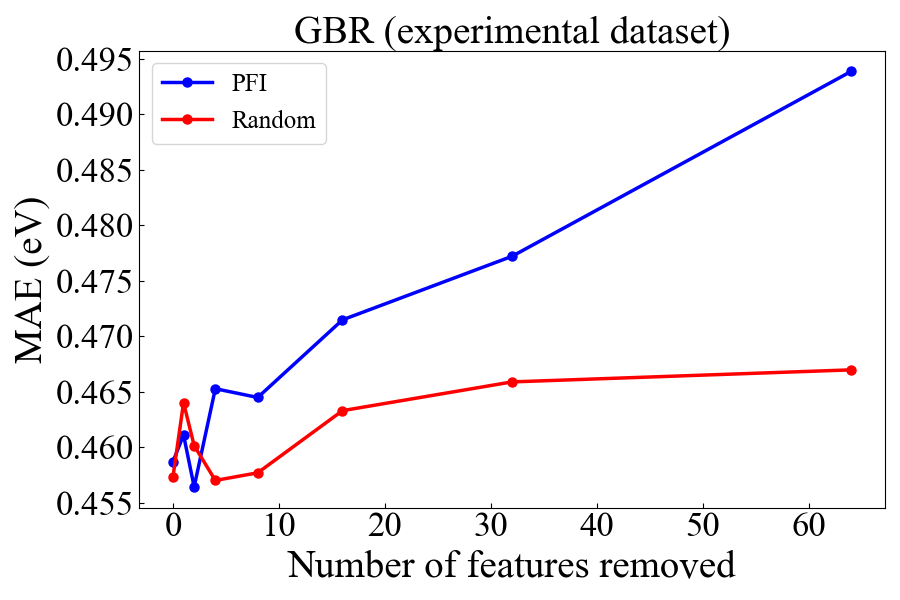 GBR (experimental dataset)
PFI
Random
MAE (eV)
0.495
0.490
0.485
0.480
0.475
0.470
0.465
0.460
0.455
0 10 20 30 40 50 60
Number of features removed